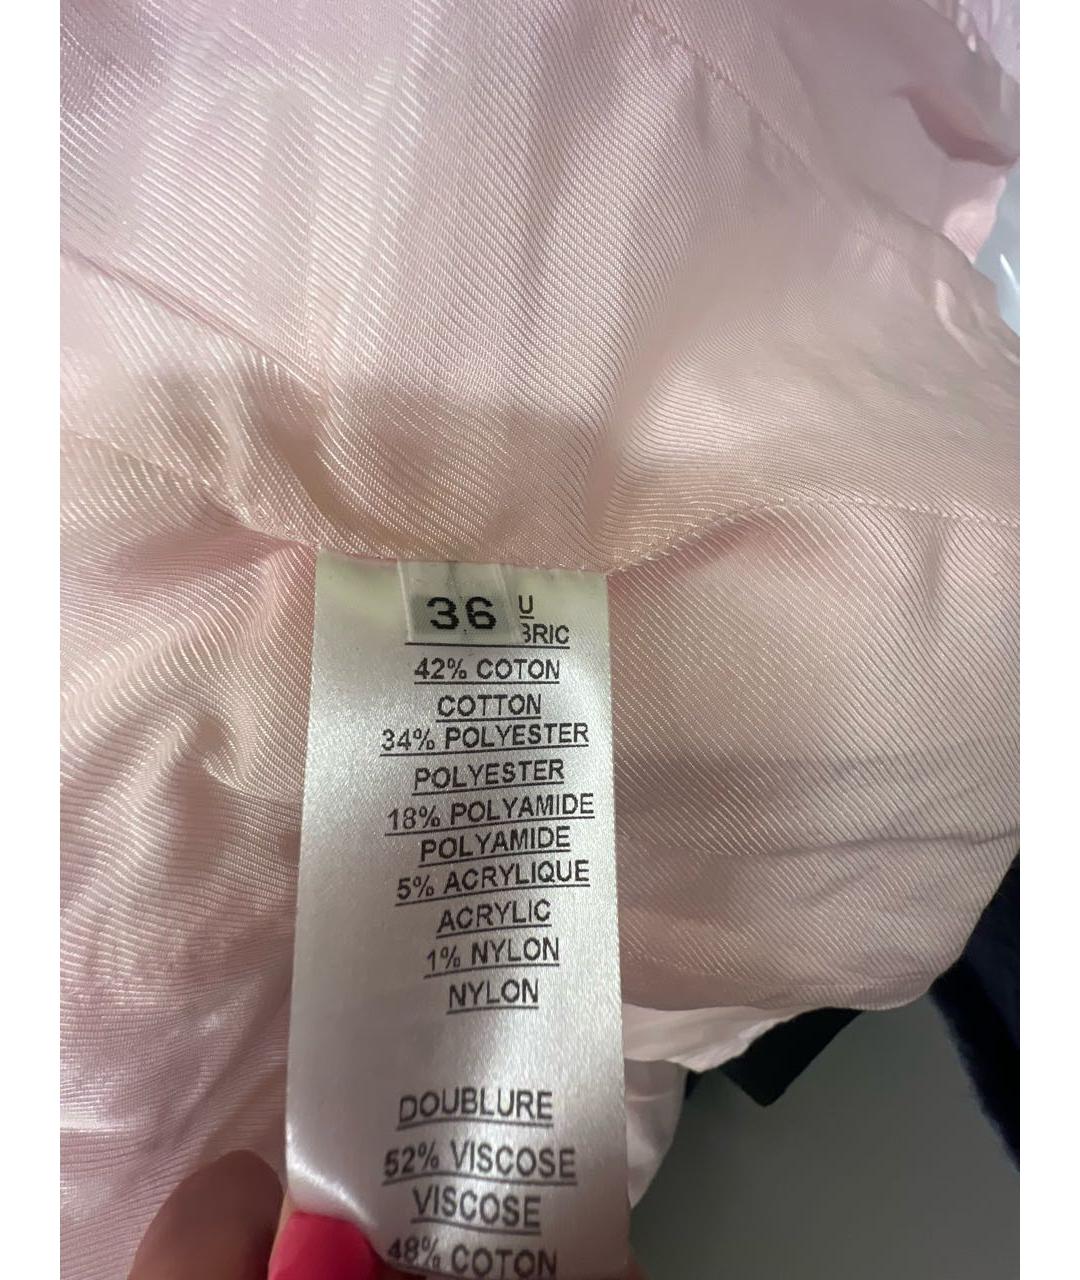 36 U
BRIC
42% COTON
COTTON
34% POLYESTER
POLYESTER
18% POLYAMIDE
POLYAMIDE
5% ACRYLIQUE
ACRYLIC
1% NYLON
NYLON
DOUBLURE
52% VISCOSE
VISCOSE
48% COTON